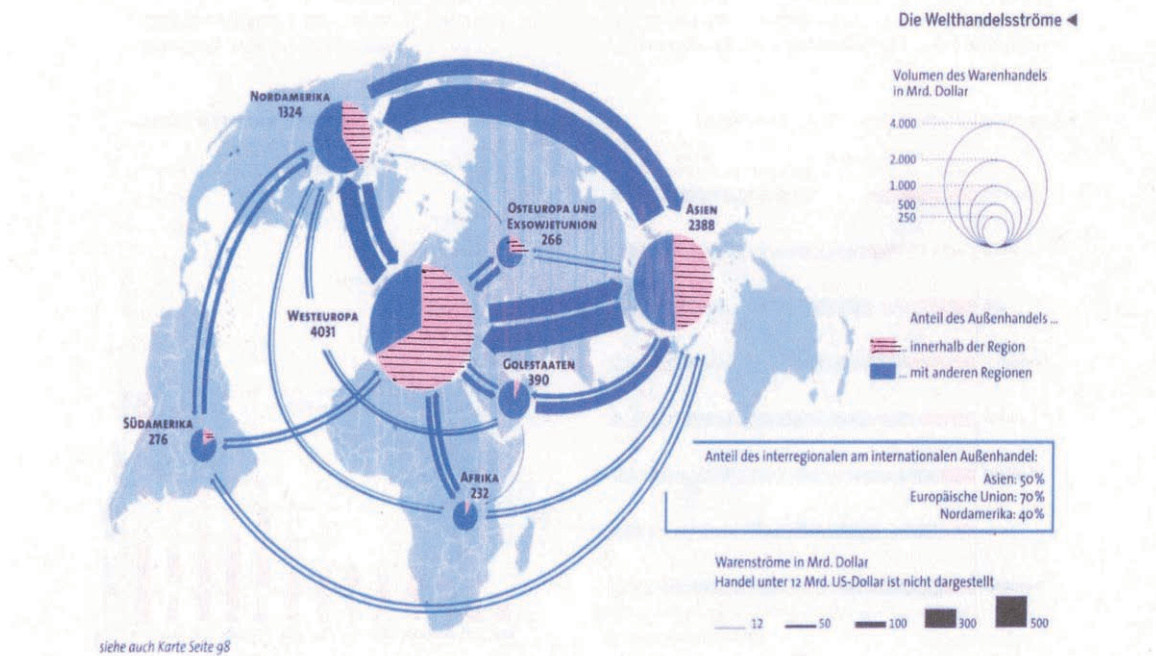 Die Welthandelsströme ◀
Volumen des Warenhandels
in Mrd. Dollar
4.000
2.000
1.000
500
250
NORDAMERIKA
1324
OSTEUROPA UND
EXSOWJETUNION
266
ASIEN
2388
WESTEUROPA
4031
GOLFSTAATEN
390
SÜDAMERIKA
276
AFRIKA
232
Anteil des Außenhandels ...
... innerhalb der Region
... mit anderen Regionen
Anteil des interregionalen am internationalen Außenhandel:
Asien: 50%
Europäische Union: 70%
Nordamerika: 40%
Warenströme in Mrd. Dollar
Handel unter 12 Mrd. US-Dollar ist nicht dargestellt
12 50 100 300 500
siehe auch Karte Seite 98